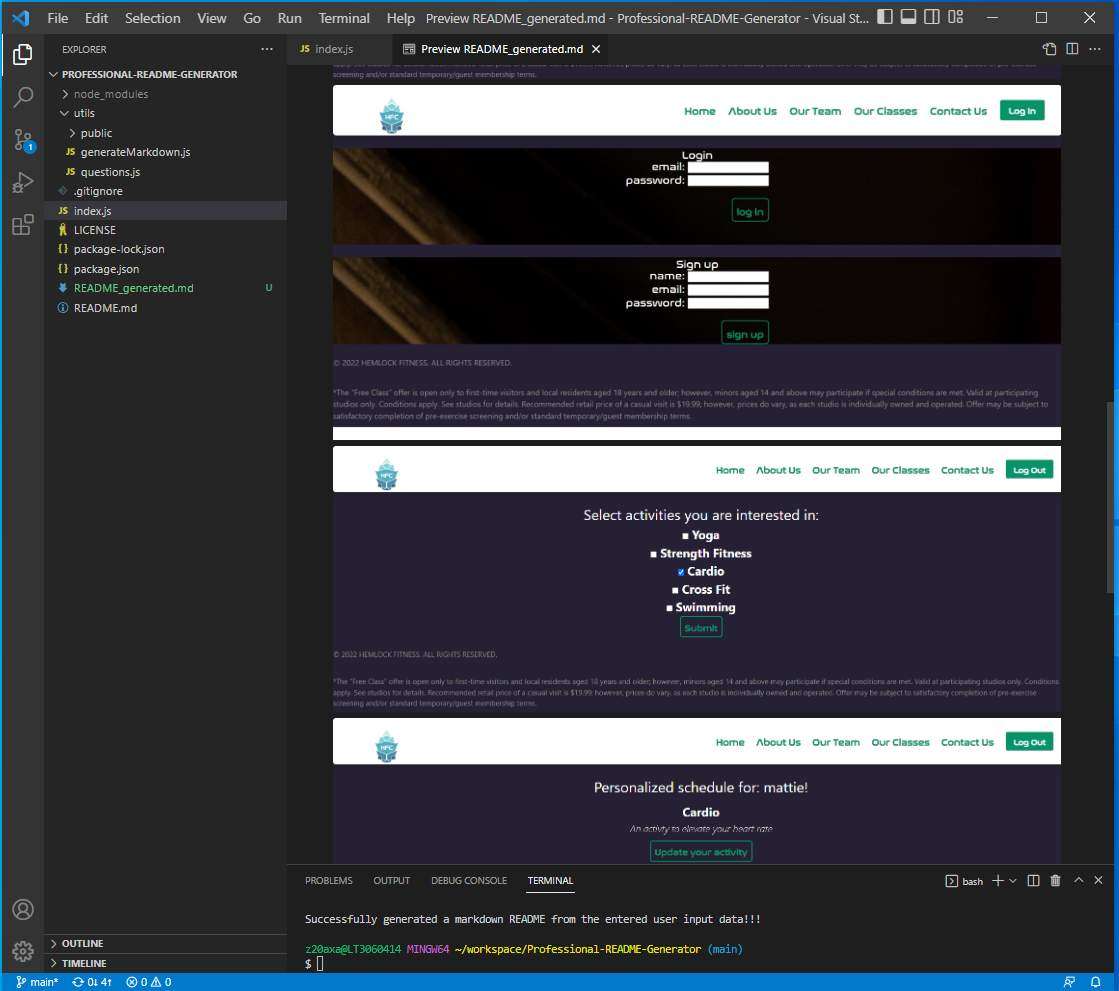 File Edit Selection View Go Run Terminal Help Preview README_generated.md - Professional-README-Generator - Visual St...
EXPLORER
PROFESSIONAL-README-GENERATOR
node_modules
utils
public
JS generateMarkdown.js
JS questions.js
.gitignore
JS index.js
LICENSE
{} package-lock.json
{} package.json
README_generated.md U
README.md
1
OUTLINE
TIMELINE
JS index.js
Preview README_generated.md
screening and/or standard temporary/guest membership terms.
HFC
Home About Us Our Team Our Classes Contact Us Log In
Login
email:
password:
log in
Sign up
name:
email:
password:
sign up
© 2022 HEMLOCK FITNESS. ALL RIGHTS RESERVED.
*The "Free Class" offer is open only to first-time visitors and local residents aged 18 years and older; however, minors aged 14 and above may participate if special conditions are met. Valid at participating
studios only. Conditions apply. See studios for details. Recommended retail price of a casual visit is $19.99; however, prices do vary, as each studio is individually owned and operated. Offer may be subject to
satisfactory completion of pre-exercise screening and/or standard temporary/guest membership terms.
HFC
Home About Us Our Team Our Classes Contact Us Log Out
Select activities you are interested in:
Yoga
Strength Fitness
Cardio
Cross Fit
Swimming
Submit
© 2022 HEMLOCK FITNESS. ALL RIGHTS RESERVED.
*The "Free Class" offer is open only to first-time visitors and local residents aged 18 years and older; however, minors aged 14 and above may participate if special conditions are met. Valid at participating studios only. Conditions
apply. See studios for details. Recommended retail price of a casual visit is $19.99; however, prices do vary, as each studio is individually owned and operated. Offer may be subject to satisfactory completion of pre-exercise
screening and/or standard temporary/guest membership terms.
HFC
Home About Us Our Team Our Classes Contact Us Log Out
Personalized schedule for: mattie!
Cardio
An activty to elevate your heart rate
Update your activity
PROBLEMS OUTPUT DEBUG CONSOLE TERMINAL
bash
Successfully generated a markdown README from the entered user input data!!!
z20axa@LT3060414 MINGW64 ~/workspace/Professional-README-Generator (main)
$
main* 0↓ 4↑ 0 0